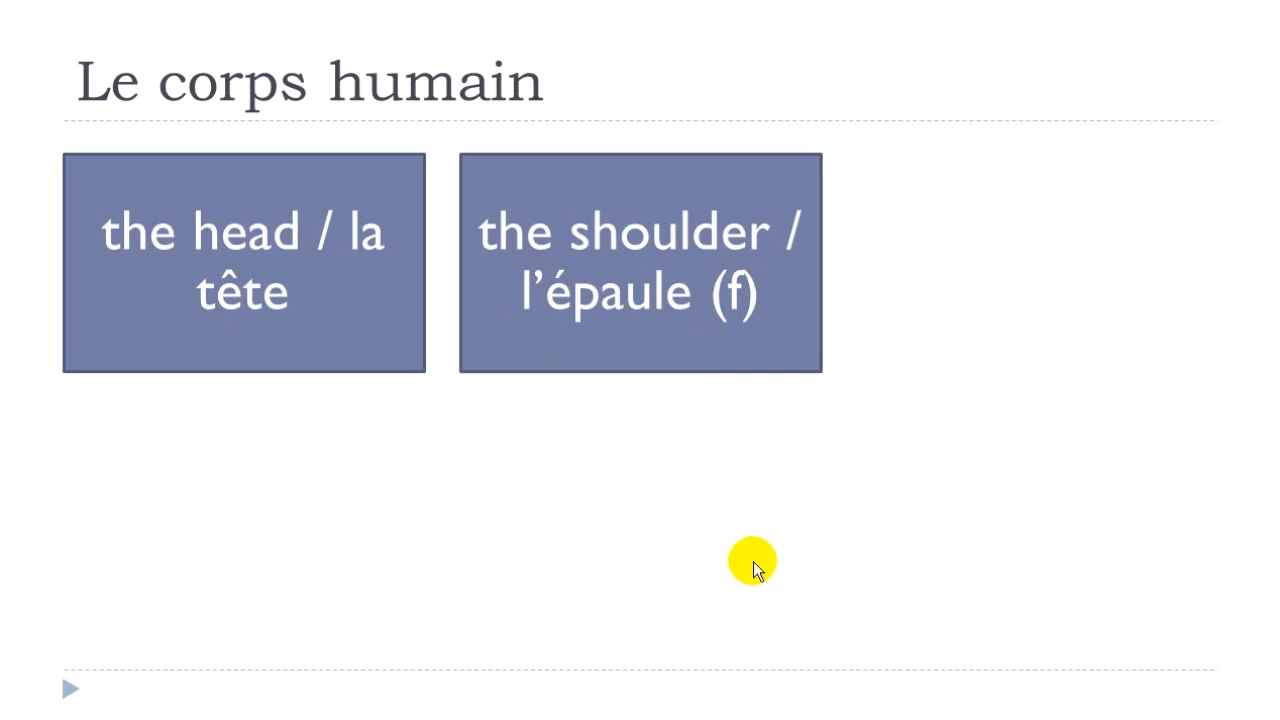 Le corps humain
the head / la
tête
the shoulder /
l’épaule (f)